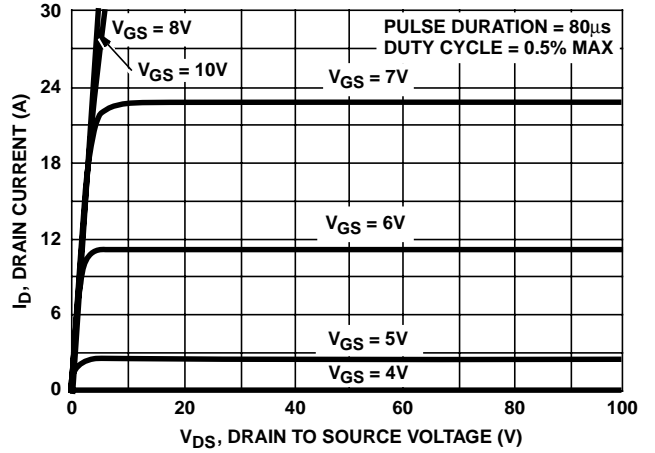 30
24
18
12
6
0
I_D, DRAIN CURRENT (A)
V_GS = 8V
V_GS = 10V
PULSE DURATION = 80μs
DUTY CYCLE = 0.5% MAX
V_GS = 7V
V_GS = 6V
V_GS = 5V
V_GS = 4V
0 20 40 60 80 100
V_DS, DRAIN TO SOURCE VOLTAGE (V)